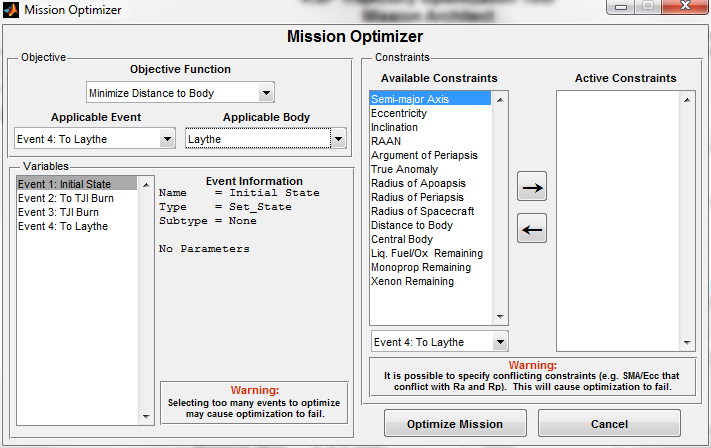 Mission Optimizer
Mission Architect
Mission Optimizer
Objective
Objective Function
Minimize Distance to Body
Applicable Event
Applicable Body
Event 4: To Laythe
Laythe
Variables
Event 1: Initial State
Event 2: To TJI Burn
Event 3: TJI Burn
Event 4: To Laythe
Event Information
Name = Initial State
Type = Set_State
Subtype = None
No Parameters
Warning:
Selecting too many events to optimize
may cause optimization to fail.
Constraints
Available Constraints
Active Constraints
Semi-major Axis
Eccentricity
Inclination
RAAN
Argument of Periapsis
True Anomaly
Radius of Apoapsis
Radius of Periapsis
Radius of Spacecraft
Distance to Body
Central Body
Liq. Fuel/Ox Remaining
Monoprop Remaining
Xenon Remaining
Event 4: To Laythe
Warning:
It is possible to specify conflicting constraints (e.g. SMA/Ecc that
conflict with Ra and Rp). This will cause optimization to fail.
Optimize Mission
Cancel